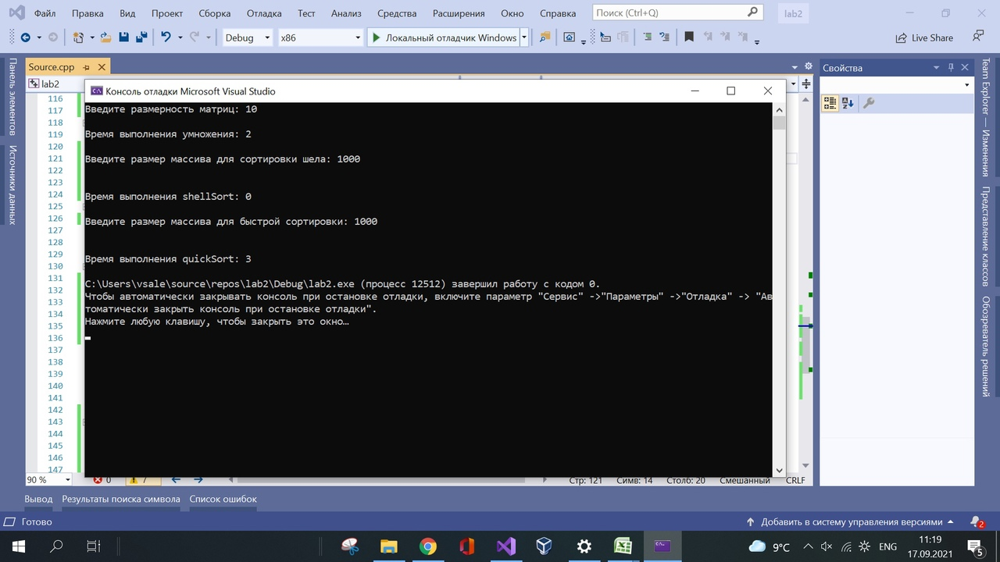 Файл Правка Вид Проект Сборка Отладка Тест Анализ Средства Расширения Окно Справка Поиск (Ctrl+Q) lab2
Debug x86 Локальный отладчик Windows Live Share
Source.cpp Свойства
lab2
Консоль отладки Microsoft Visual Studio
Введите размерность матриц: 10
Время выполнения умножения: 2
Введите размер массива для сортировки шела: 1000
Время выполнения shellSort: 0
Введите размер массива для быстрой сортировки: 1000
Время выполнения quickSort: 3
C:\Users\vsale\source\repos\lab2\Debug\lab2.exe (процесс 12512) завершил работу с кодом 0.
Чтобы автоматически закрывать консоль при остановке отладки, включите параметр "Сервис" ->"Параметры" ->"Отладка" -> "Ав
томатически закрыть консоль при остановке отладки".
Нажмите любую клавишу, чтобы закрыть это окно…
116
117
118
119
120
121
122
123
124
125
126
127
128
129
130
131
132
133
134
135
136
137
138
139
140
141
142
143
144
145
146
147
Панель элементов
Источники данных
Team Explorer — Изменения
Представление классов
Обозреватель решений
90 % 0 7 Стр: 121 Симв: 14 Столб: 20 Смешанный CRLF
Вывод Результаты поиска символа Список ошибок
Готово Добавить в систему управления версиями 2
9°C ENG 11:19
17.09.2021 5